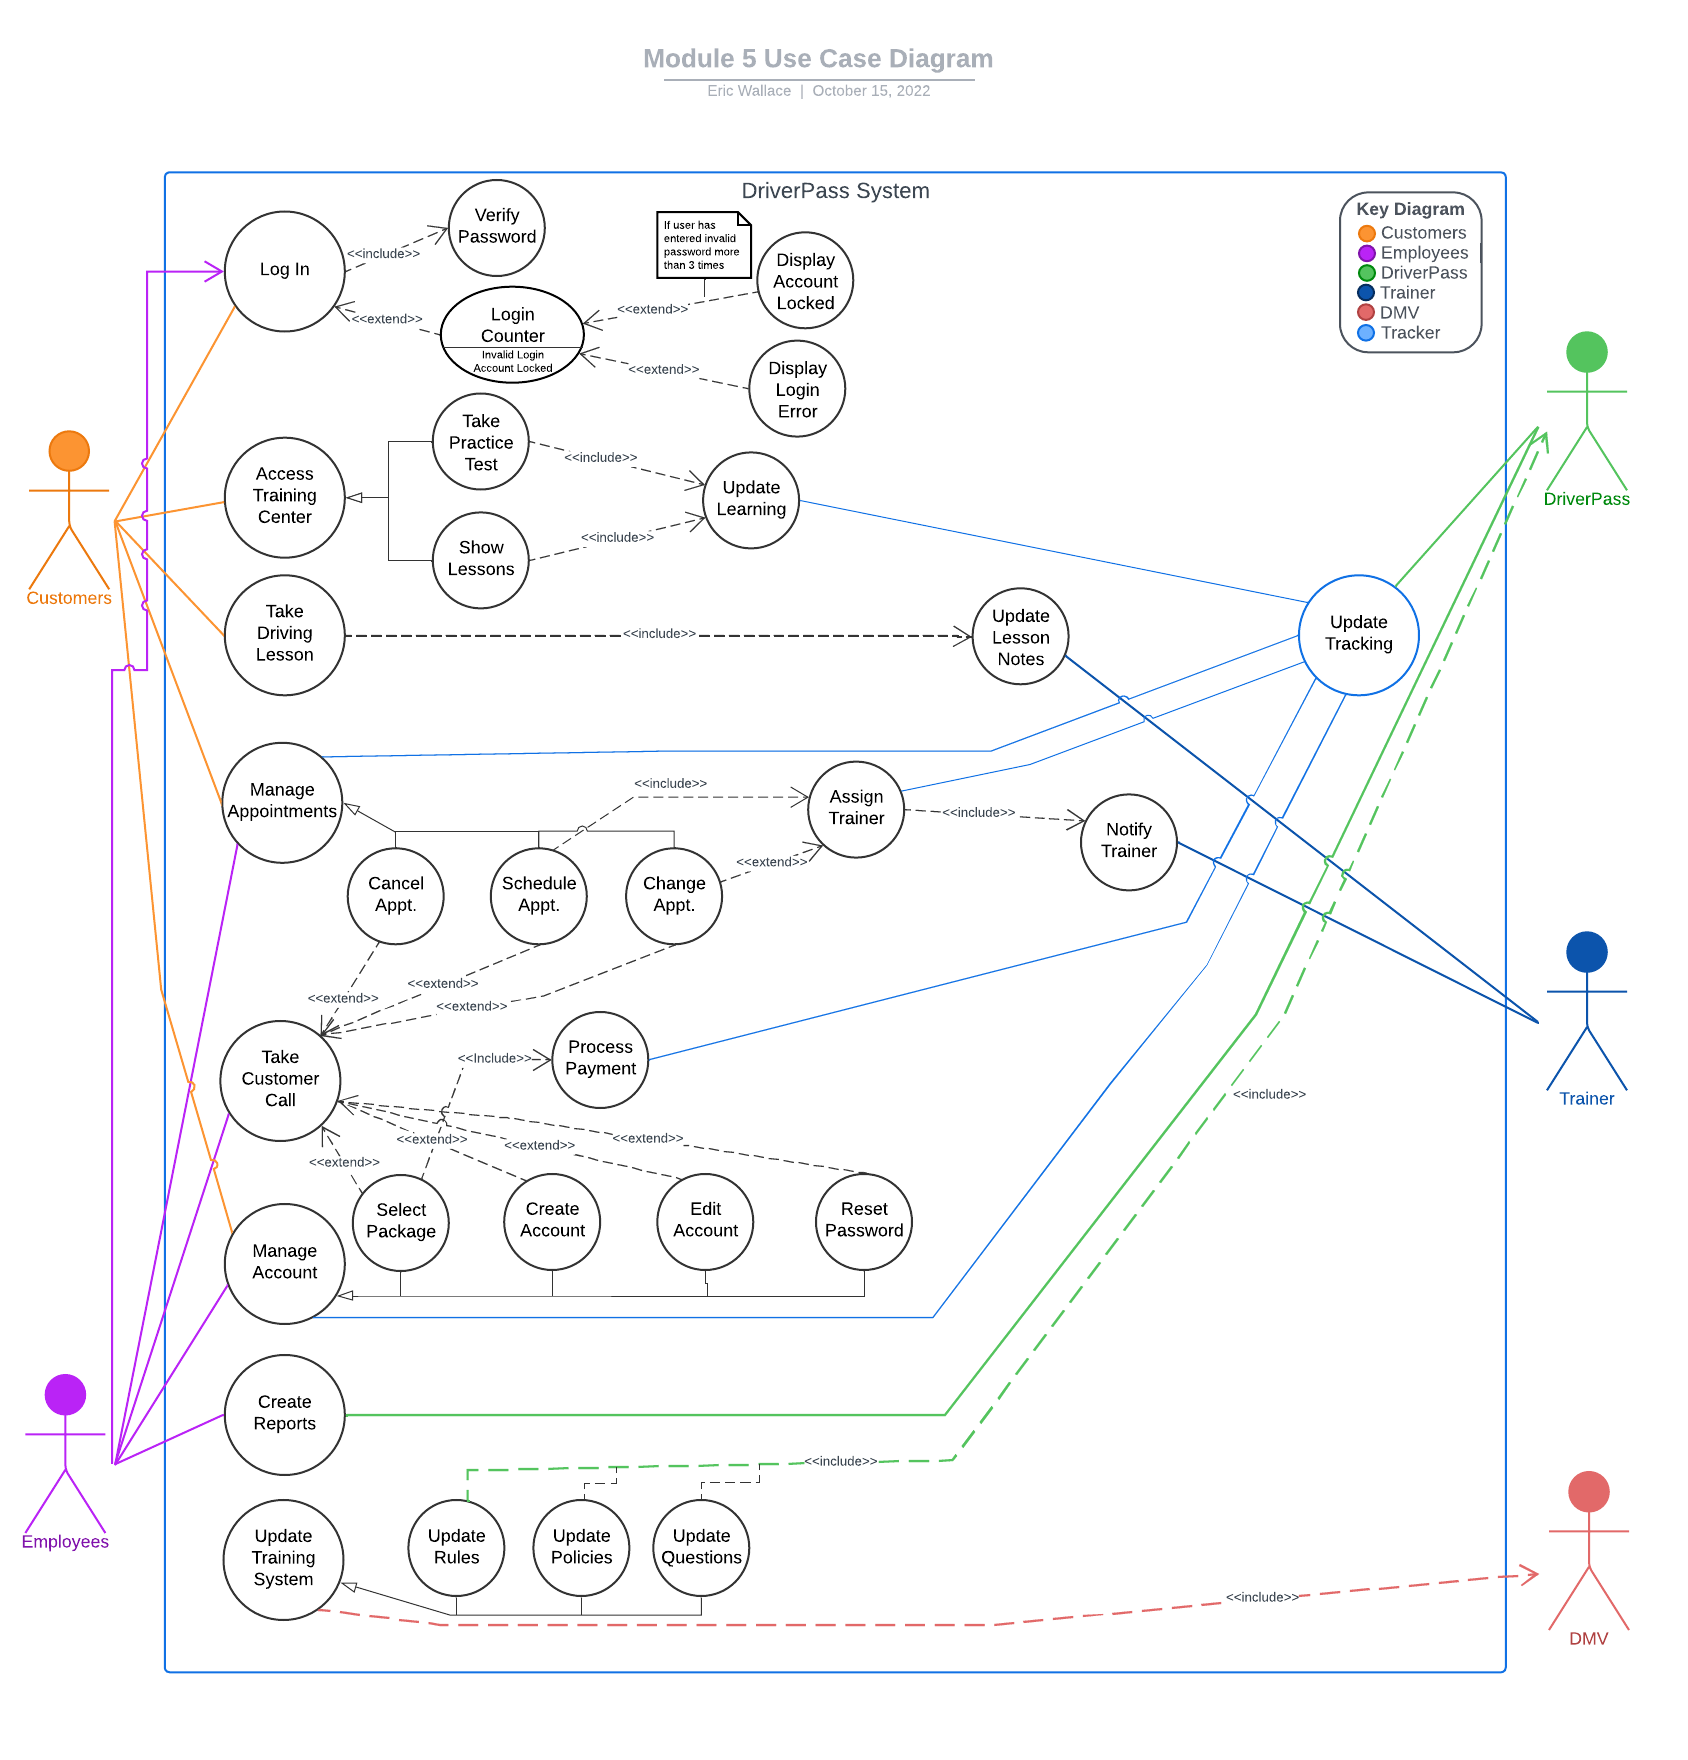 Module 5 Use Case Diagram
Eric Wallace | October 15, 2022
DriverPass System
Key Diagram
Customers
Employees
DriverPass
Trainer
DMV
Tracker
Log In
<<include>>
Verify
Password
<<extend>>
Login
Counter
Invalid Login
Account Locked
If user has
entered invalid
password more
than 3 times
<<extend>>
Display
Account
Locked
<<extend>>
Display
Login
Error
DriverPass
Customers
Access
Training
Center
Take
Practice
Test
<<include>>
Show
Lessons
<<include>>
Update
Learning
Take
Driving
Lesson
<<include>>
Update
Lesson
Notes
Update
Tracking
Manage
Appointments
<<include>>
Assign
Trainer
<<include>>
Notify
Trainer
<<extend>>
Cancel
Appt.
Schedule
Appt.
Change
Appt.
<<extend>>
<<extend>>
<<extend>>
Take
Customer
Call
<<Include>>
Process
Payment
<<include>>
Trainer
<<extend>>
<<extend>>
<<extend>>
<<extend>>
Select
Package
Create
Account
Edit
Account
Reset
Password
Manage
Account
Create
Reports
<<include>>
Employees
Update
Training
System
Update
Rules
Update
Policies
Update
Questions
<<include>>
DMV